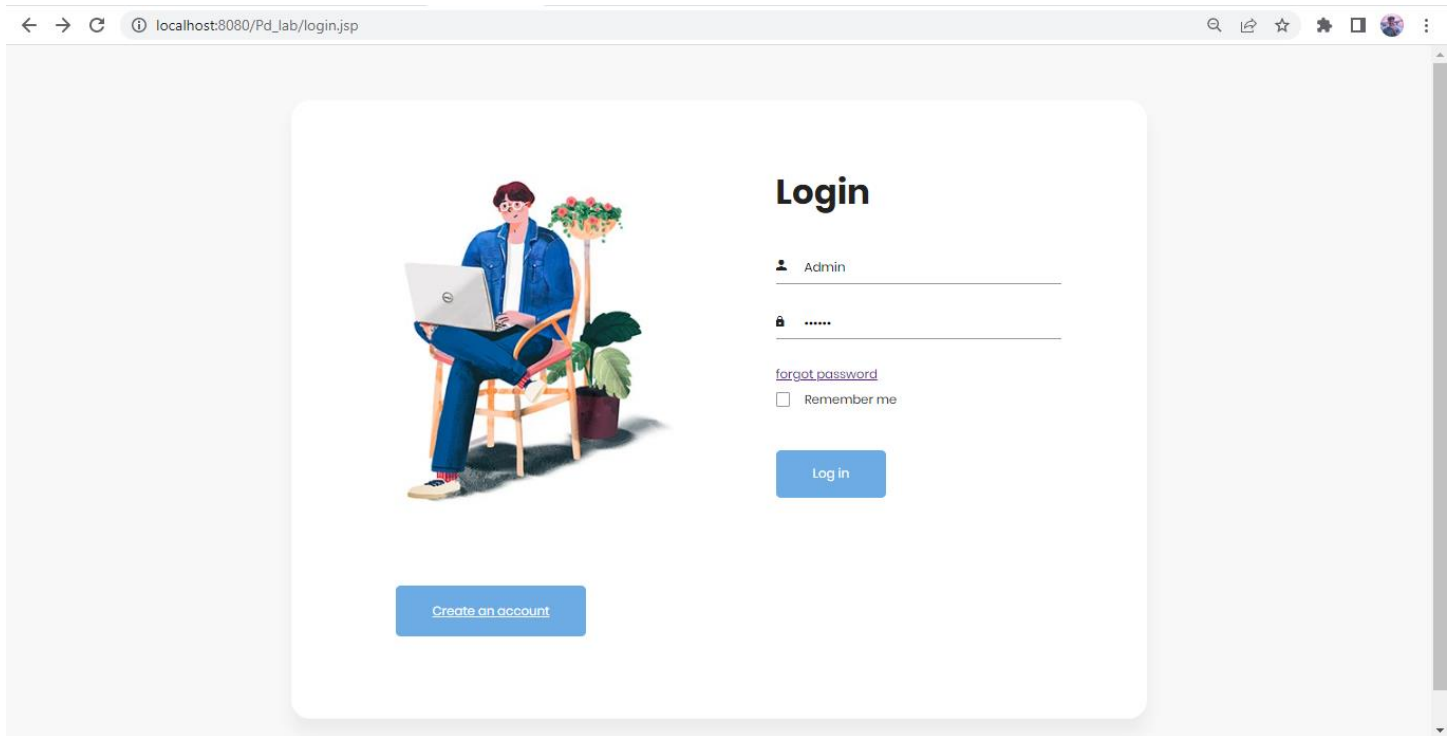 localhost:8080/Pd_lab/login.jsp
Login
Admin
••••••
forgot password
Remember me
Log in
Create an account